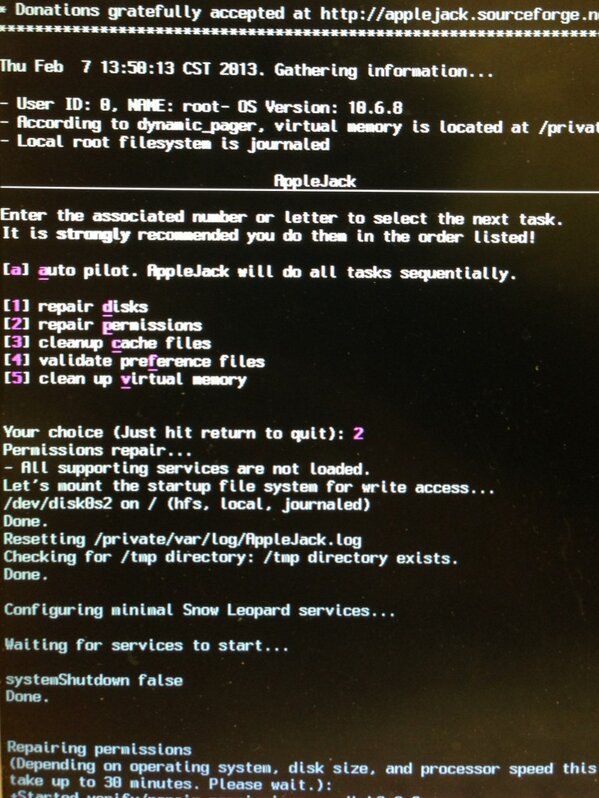 * Donations gratefully accepted at http://applejack.sourceforge.n
******************************************************************
Thu Feb 7 13:50:13 CST 2013. Gathering information...
- User ID: 0, NAME: root- OS Version: 10.6.8
- According to dynamic_pager, virtual memory is located at /privat
- Local root filesystem is journaled
AppleJack
Enter the associated number or letter to select the next task.
It is strongly recommended you do them in the order listed!
[a] auto pilot. AppleJack will do all tasks sequentially.
[1] repair disks
[2] repair permissions
[3] cleanup cache files
[4] validate preference files
[5] clean up virtual memory
Your choice (Just hit return to quit): 2
Permissions repair...
- All supporting services are not loaded.
Let's mount the startup file system for write access...
/dev/disk0s2 on / (hfs, local, journaled)
Done.
Resetting /private/var/log/AppleJack.log
Checking for /tmp directory: /tmp directory exists.
Done.
Configuring minimal Snow Leopard services...
Waiting for services to start...
systemShutdown false
Done.
Repairing permissions
(Depending on operating system, disk size, and processor speed this
take up to 30 minutes. Please wait.):